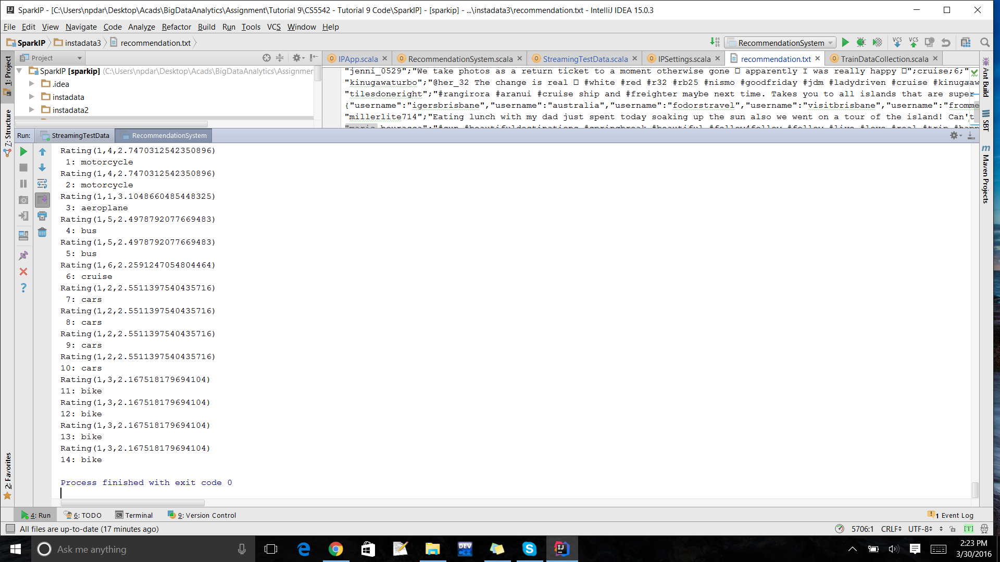 SparkIP - [C:\Users\npdar\Desktop\Acads\BigDataAnalytics\Assignment\Tutorial 9\CS5542 - Tutorial 9 Code\SparkIP] - [sparkip] - ...\instadata3\recommendation.txt - IntelliJ IDEA 15.0.3
File Edit View Navigate Code Analyze Refactor Build Run Tools VCS Window Help
SparkIP instadata3 recommendation.txt RecommendationSystem VCS VCS
Project IPApp.scala RecommendationSystem.scala StreamingTestData.scala IPSettings.scala recommendation.txt TrainDataCollection.scala
SparkIP [sparkip] (C:\Users\npdar\Desktop\Acads\BigDataAnalytics\Assignmen
.idea
instadata
instadata2
"jenni_0529";"We take photos as a return ticket to a moment otherwise gone apparently I was really happy ";cruise;6;"
"kinugawaturbo";"@her_32 The change is real #white #red #r32 #rb25 #nismo #goodfriday #jdm #ladydriven #cruise #kinugaaw
"tilesdoneright";"#rangirora #aranui #cruise ship and #freighter maybe next time. Takes you to all islands that are super
{"username":"igersbrisbane","username":"australia","username":"fodorstravel","username":"visitbrisbane","username":"fromme
"millerlite714";"Eating lunch with my dad just spent today soaking up the sun also we went on a tour of the island! Can't
1: Project
7: Structure
2: Favorites
Ant Build
SBT
Maven Projects
Run: StreamingTestData RecommendationSystem
Rating(1,4,2.7470312542350896)
1: motorcycle
Rating(1,4,2.7470312542350896)
2: motorcycle
Rating(1,1,3.1048660485448325)
3: aeroplane
Rating(1,5,2.4978792077669483)
4: bus
Rating(1,5,2.4978792077669483)
5: bus
Rating(1,6,2.2591247054804464)
6: cruise
Rating(1,2,2.5511397540435716)
7: cars
Rating(1,2,2.5511397540435716)
8: cars
Rating(1,2,2.5511397540435716)
9: cars
Rating(1,2,2.5511397540435716)
10: cars
Rating(1,3,2.167518179694104)
11: bike
Rating(1,3,2.167518179694104)
12: bike
Rating(1,3,2.167518179694104)
13: bike
Rating(1,3,2.167518179694104)
14: bike
Process finished with exit code 0
4: Run 6: TODO Terminal 9: Version Control 1 Event Log
All files are up-to-date (17 minutes ago) 5706:1 CRLF UTF-8 [T]
Ask me anything
DEV
2:23 PM
3/30/2016